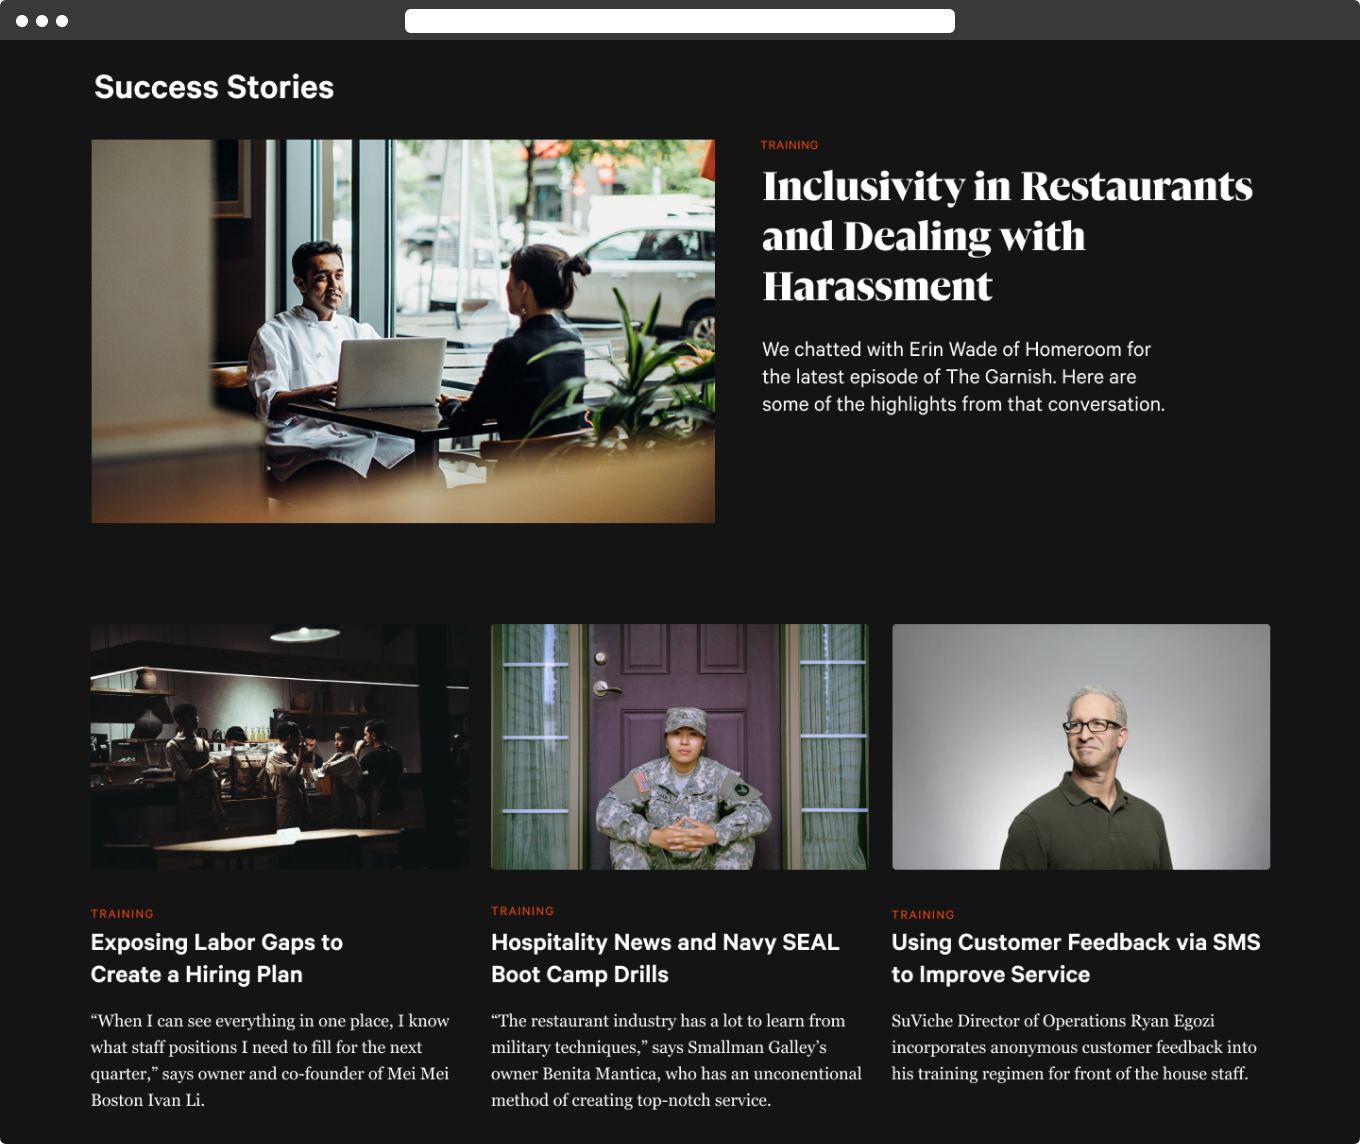 Success Stories
TRAINING
Inclusivity in Restaurants
and Dealing with
Harassment
We chatted with Erin Wade of Homeroom for
the latest episode of The Garnish. Here are
some of the highlights from that conversation.
TRAINING
Exposing Labor Gaps to
Create a Hiring Plan
“When I can see everything in one place, I know
what staff positions I need to fill for the next
quarter,” says owner and co-founder of Mei Mei
Boston Ivan Li.
TRAINING
Hospitality News and Navy SEAL
Boot Camp Drills
“The restaurant industry has a lot to learn from
military techniques,” says Smallman Galley’s
owner Benita Mantica, who has an unconentional
method of creating top-notch service.
TRAINING
Using Customer Feedback via SMS
to Improve Service
SuViche Director of Operations Ryan Egozi
incorporates anonymous customer feedback into
his training regimen for front of the house staff.